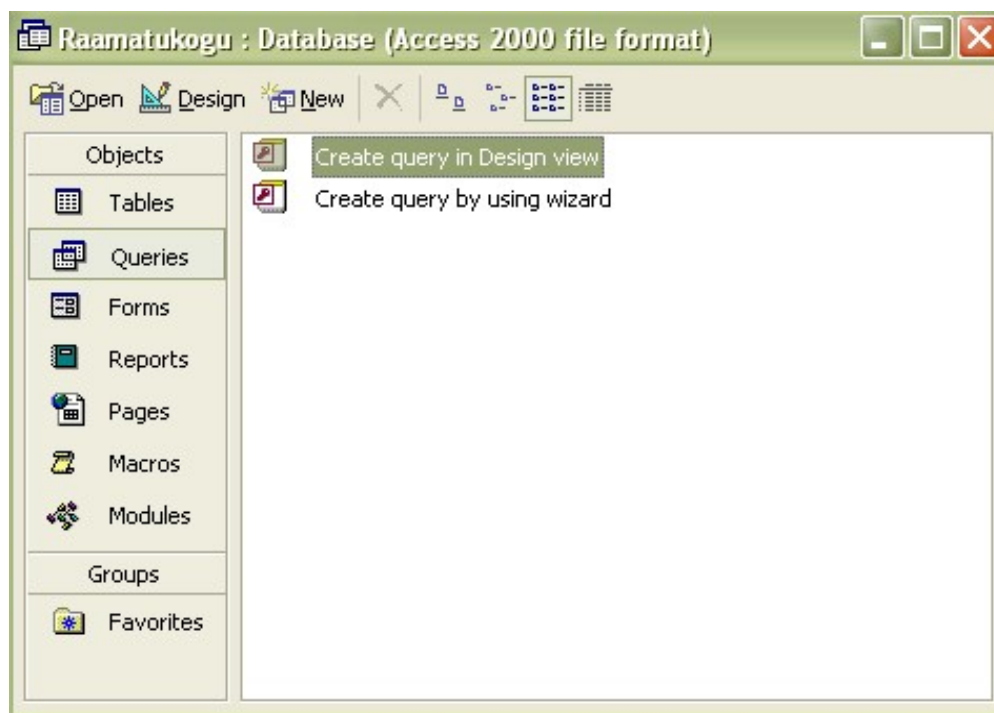 Raamatukogu : Database (Access 2000 file format)
Open Design New
Objects
Tables
Queries
Forms
Reports
Pages
Macros
Modules
Groups
Favorites
Create query in Design view
Create query by using wizard